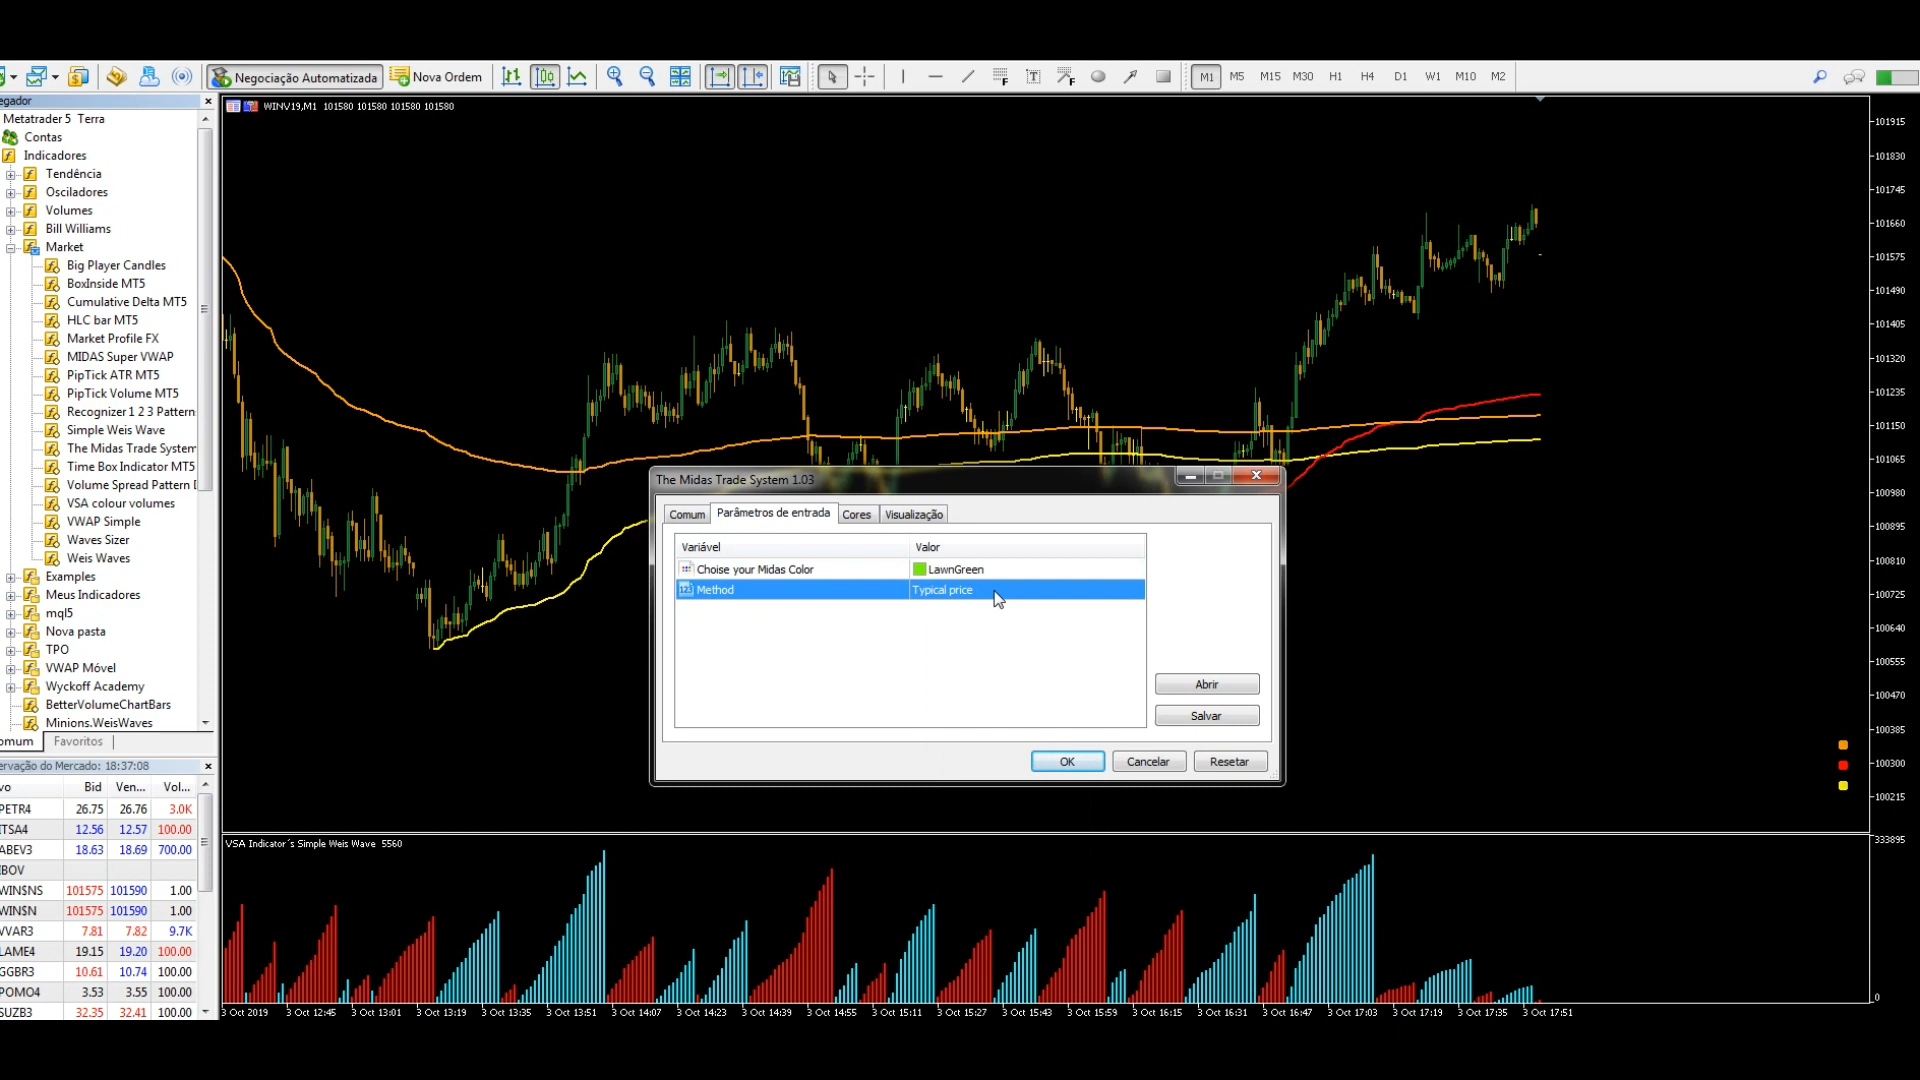 Negociação Automatizada
Nova Ordem
M1 M5 M15 M30 H1 H4 D1 W1 M10 M2
egador
Metatrader 5 Terra
Contas
Indicadores
Tendência
Osciladores
Volumes
Bill Williams
Market
Big Player Candles
BoxInside MT5
Cumulative Delta MT5
HLC bar MT5
Market Profile FX
MIDAS Super VWAP
PipTick ATR MT5
PipTick Volume MT5
Recognizer 1 2 3 Pattern
Simple Weis Wave
The Midas Trade System
Time Box Indicator MT5
Volume Spread Pattern D
VSA colour volumes
VWAP Simple
Waves Sizer
Weis Waves
Examples
Meus Indicadores
mql5
Nova pasta
TPO
VWAP Móvel
Wyckoff Academy
BetterVolumeChartBars
Minions.WeisWaves
omum Favoritos
ervação do Mercado: 18:37:08
vo Bid Ven... Vol...
PETR4 26.75 26.76 3.0K
ITSA4 12.56 12.57 100.00
ABEV3 18.63 18.69 700.00
IBOV
WIN$NS 101575 101590 1.00
WIN$N 101575 101590 1.00
VVAR3 7.81 7.82 9.7K
LAME4 19.15 19.20 100.00
GGBR3 10.61 10.74 100.00
POMO4 3.53 3.55 100.00
SUZB3 32.35 32.41 100.00
WINV19,M1 101580 101580 101580 101580
101915
101830
101745
101660
101575
101490
101405
101320
101235
101150
101065
100980
100895
100810
100725
100640
100555
100470
100385
100300
100215
The Midas Trade System 1.03
Comum Parâmetros de entrada Cores Visualização
Variável Valor
Choise your Midas Color LawnGreen
Method Typical price
Abrir
Salvar
OK Cancelar Resetar
VSA Indicator´s Simple Weis Wave 5560
333895
0
3 Oct 2019 3 Oct 12:45 3 Oct 13:01 3 Oct 13:19 3 Oct 13:35 3 Oct 13:51 3 Oct 14:07 3 Oct 14:23 3 Oct 14:39 3 Oct 14:55 3 Oct 15:11 3 Oct 15:27 3 Oct 15:43 3 Oct 15:59 3 Oct 16:15 3 Oct 16:31 3 Oct 16:47 3 Oct 17:03 3 Oct 17:19 3 Oct 17:35 3 Oct 17:51